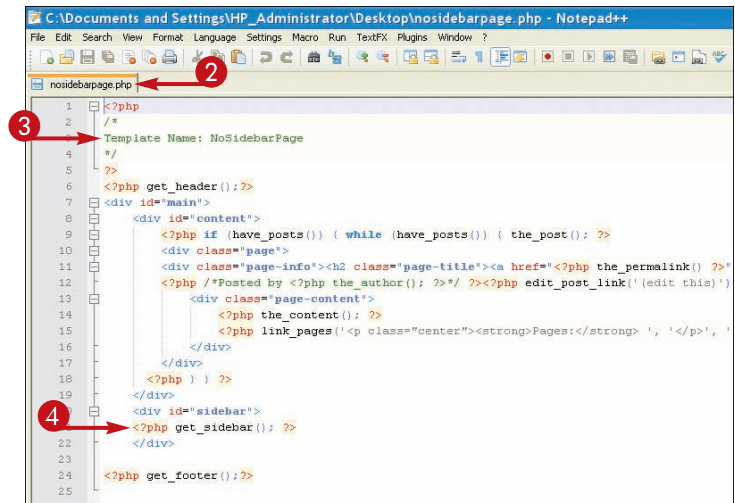 C:\Documents and Settings\HP_Administrator\Desktop\nosidebarpage.php - Notepad++
File Edit Search View Format Language Settings Macro Run TextFX Plugins Window ?
nosidebarpage.php
2
1 <?php
2 /*
3
Template Name: NoSidebarPage
4 */
5 ?>
6 <?php get_header();?>
7 <div id="main">
8 <div id="content">
9 <?php if (have_posts()) { while (have_posts()) { the_post(); ?>
10 <div class="page">
11 <div class="page-info"><h2 class="page-title"><a href="<?php the_permalink() ?>"
12 <?php /*Posted by <?php the_author(); ?>*/ ?><?php edit_post_link('(edit this)')
13 <div class="page-content">
14 <?php the_content(); ?>
15 <?php link_pages('<p class="center"><strong>Pages:</strong> ', '</p>', '
16 </div>
17 </div>
18 <?php } } ?>
19 </div>
<div id="sidebar">
4
<?php get_sidebar(); ?>
22 </div>
23
24 <?php get_footer();?>
25